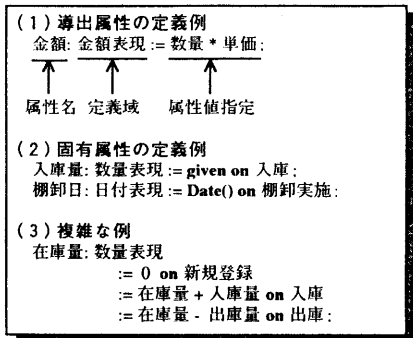 (1) 導出属性の定義例
金額: 金額表現 := 数量 * 単価;
属性名 定義域 属性値指定
(2) 固有属性の定義例
入庫量: 数量表現 := given on 入庫;
棚卸日: 日付表現 := Date() on 棚卸実施;
(3) 複雑な例
在庫量: 数量表現
:= 0 on 新規登録
:= 在庫量 + 入庫量 on 入庫
:= 在庫量 - 出庫量 on 出庫;